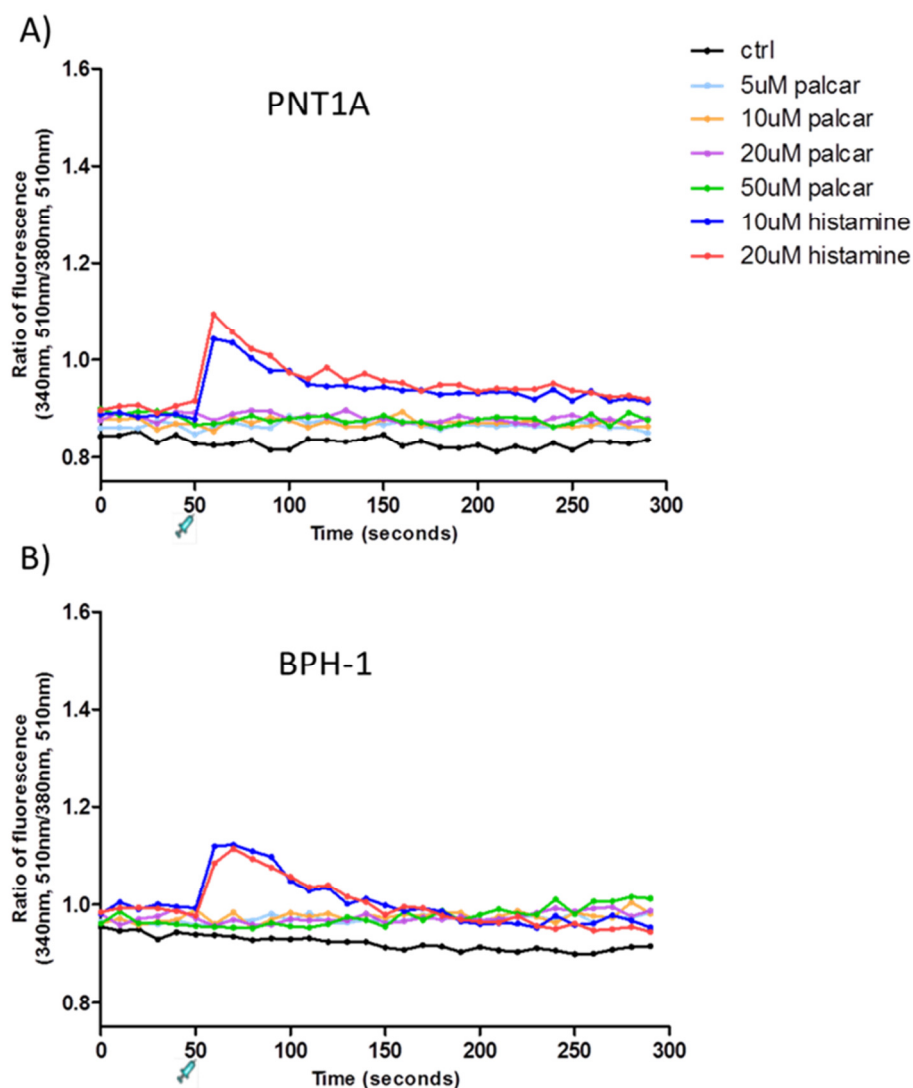 A)
PNT1A
ctrl
5uM palcar
10uM palcar
20uM palcar
50uM palcar
10uM histamine
20uM histamine
Ratio of fluorescence
(340nm, 510nm/380nm, 510nm)
1.6
1.4
1.2
1.0
0.8
0 50 100 150 200 250 300
Time (seconds)
B)
BPH-1
Ratio of fluorescence
(340nm, 510nm/380nm, 510nm)
1.6
1.4
1.2
1.0
0.8
0 50 100 150 200 250 300
Time (seconds)